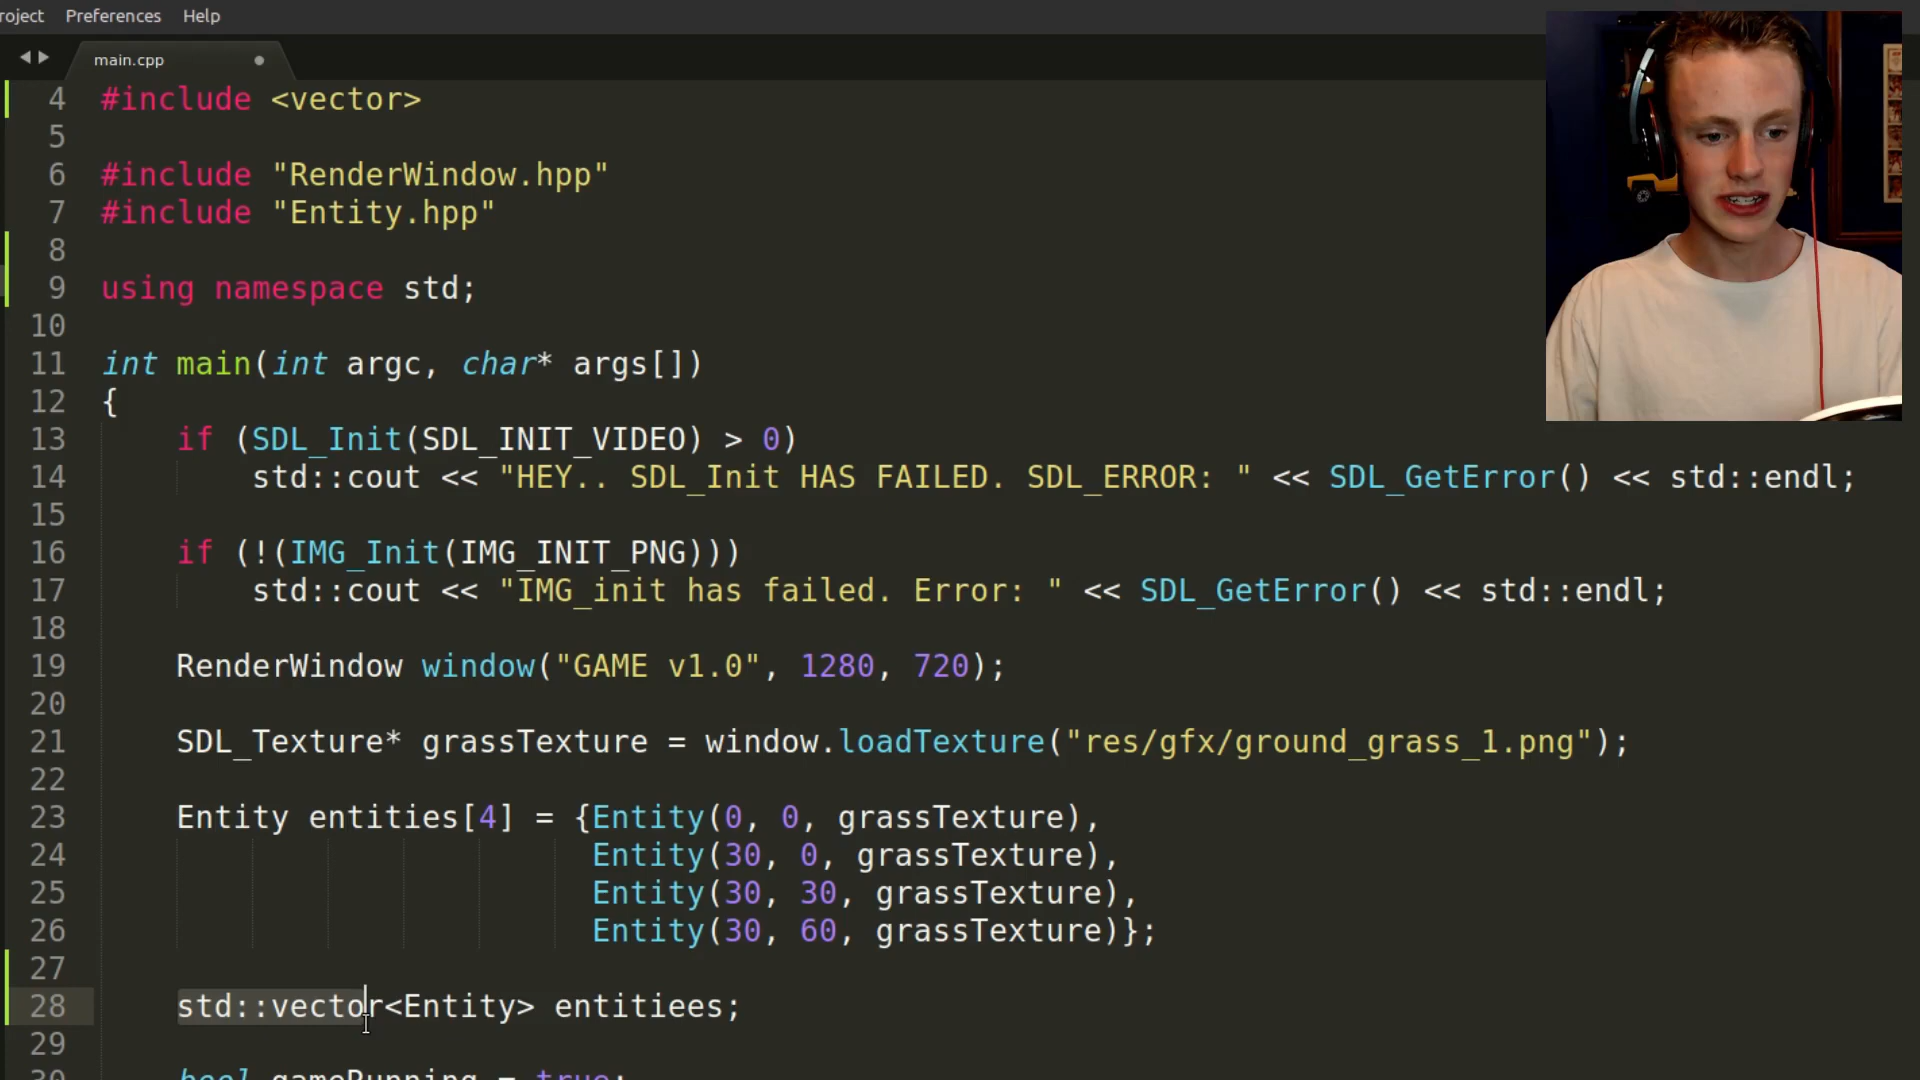 roject Preferences Help
main.cpp
4 #include <vector>
5
6 #include "RenderWindow.hpp"
7 #include "Entity.hpp"
8
9 using namespace std;
10
11 int main(int argc, char* args[])
12 {
13 if (SDL_Init(SDL_INIT_VIDEO) > 0)
14 std::cout << "HEY.. SDL_Init HAS FAILED. SDL_ERROR: " << SDL_GetError() << std::endl;
15
16 if (!(IMG_Init(IMG_INIT_PNG)))
17 std::cout << "IMG_init has failed. Error: " << SDL_GetError() << std::endl;
18
19 RenderWindow window("GAME v1.0", 1280, 720);
20
21 SDL_Texture* grassTexture = window.loadTexture("res/gfx/ground_grass_1.png");
22
23 Entity entities[4] = {Entity(0, 0, grassTexture),
24 Entity(30, 0, grassTexture),
25 Entity(30, 30, grassTexture),
26 Entity(30, 60, grassTexture)};
27
28 std::vector<Entity> entitiees;
29
30 bool gameRunning = true;